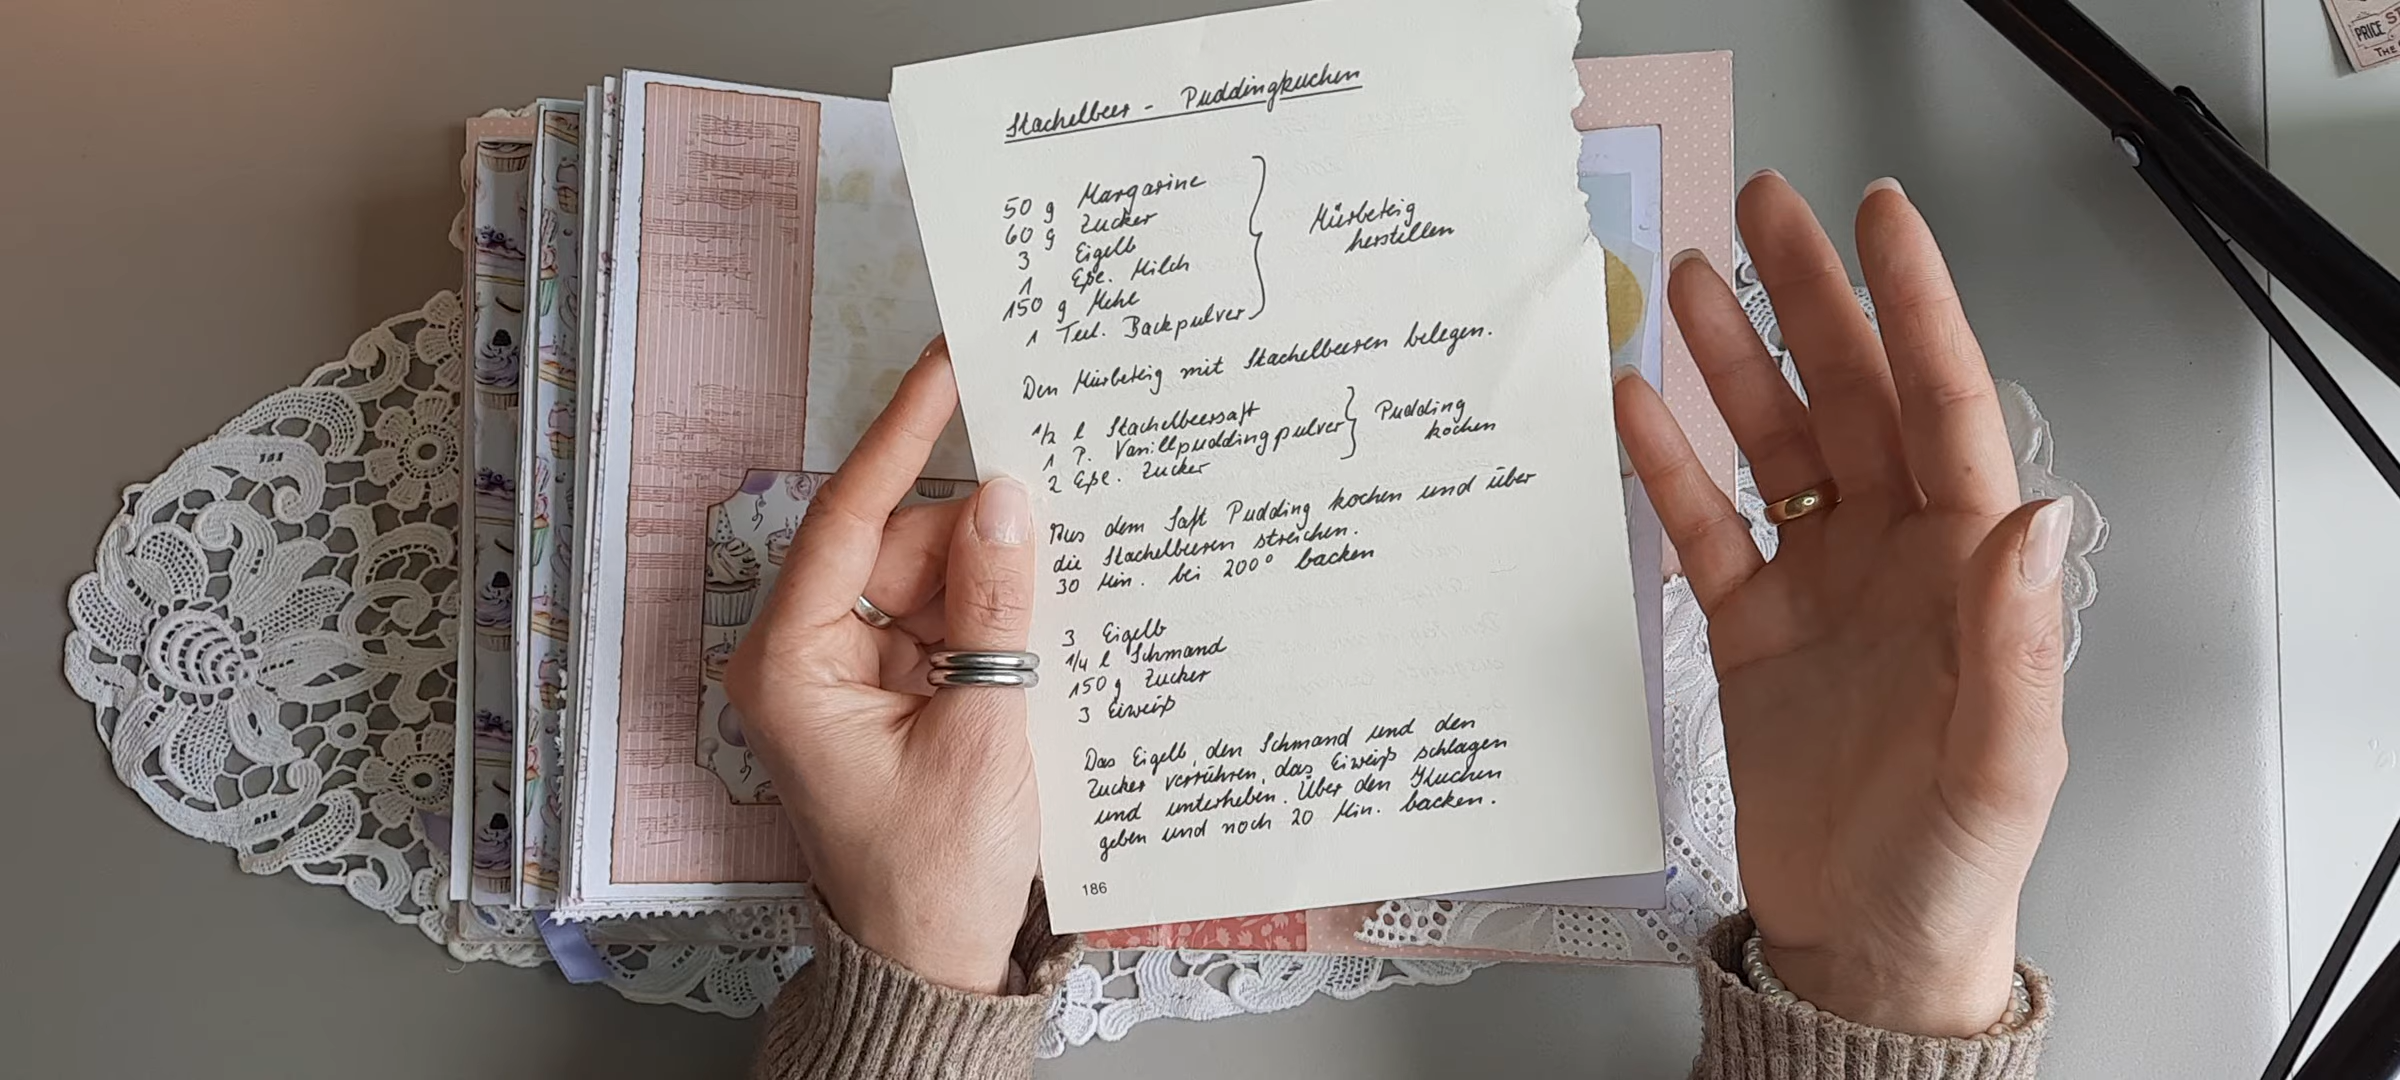 Stachelbeer - Puddingkuchen
50 g Margarine
60 g Zucker
3 Eigelb
1 Eßl. Milch
150 g Mehl
1 Teel. Backpulver
Mürbeteig
herstellen
Den Mürbeteig mit Stachelbeeren belegen.
1/2 l Stachelbeersaft
1 P. Vanillpuddingpulver
2 Eßl. Zucker
Pudding
kochen
Aus dem Saft Pudding kochen und über
die Stachelbeeren streichen.
30 Min. bei 200° backen
3 Eigelb
1/4 l Schmand
150 g Zucker
3 Eiweiß
Das Eigelb, den Schmand und den
Zucker verrühren, das Eiweiß schlagen
und unterheben. Über den Kuchen
geben und noch 20 Min. backen.
186
PRICE ST
THE